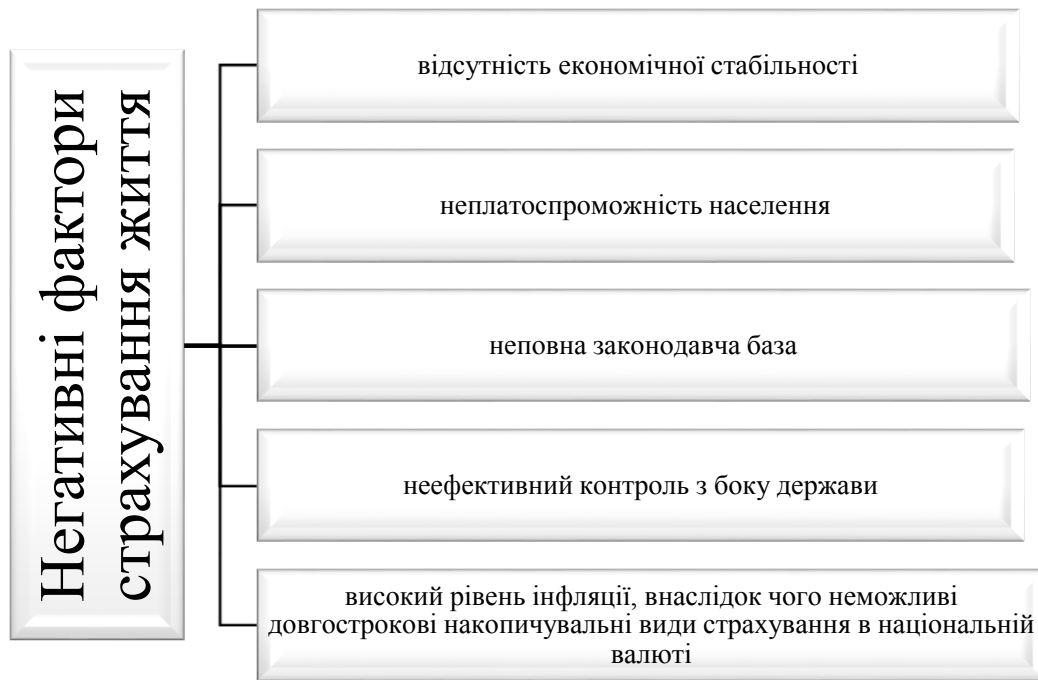 Негативні фактори
страхування життя
відсутність економічної стабільності
неплатоспроможність населення
неповна законодавча база
неефективний контроль з боку держави
високий рівень інфляції, внаслідок чого неможливі
довгострокові накопичувальні види страхування в національній
валюті